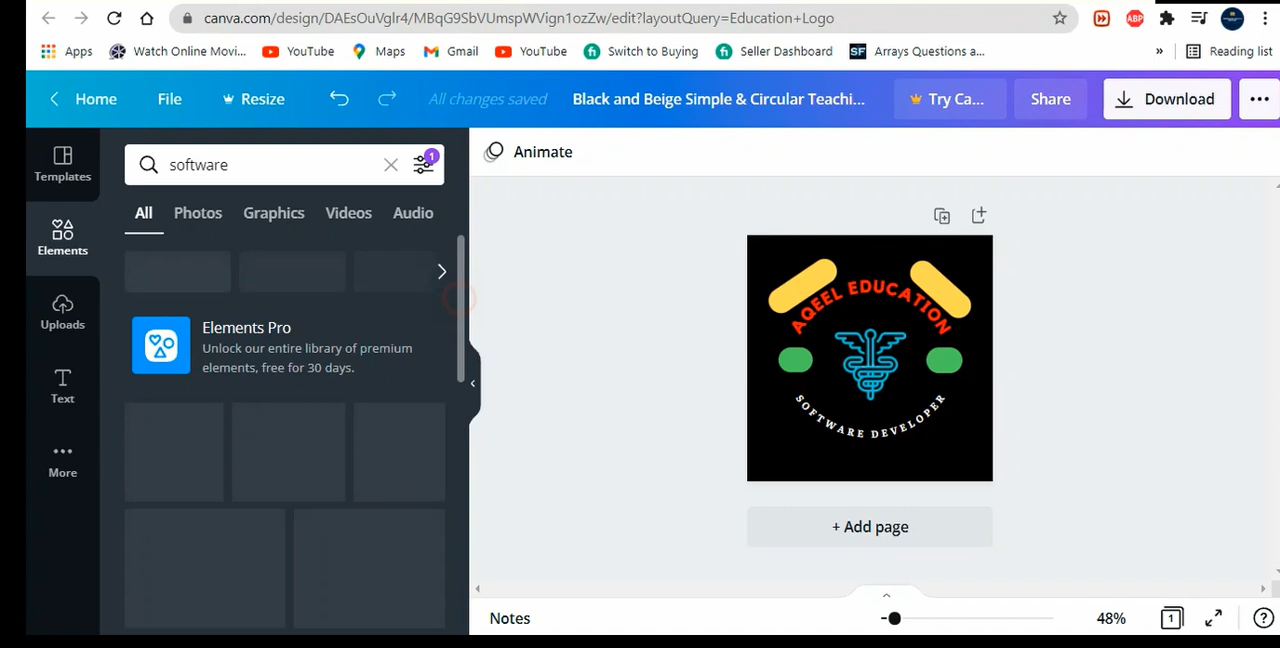 canva.com/design/DAEsOuVglr4/MBqG9SbVUmspWVign1ozZw/edit?layoutQuery=Education+Logo
ABP
Apps
Watch Online Movi...
YouTube
Maps
Gmail
YouTube
Switch to Buying
Seller Dashboard
SF
Arrays Questions a...
»
Reading list
Home
File
Resize
All changes saved
Black and Beige Simple & Circular Teachi...
Try Ca...
Share
Download
Templates
Elements
Uploads
Text
More
software
1
All
Photos
Graphics
Videos
Audio
Elements Pro
Unlock our entire library of premium
elements, free for 30 days.
Animate
AQEEL EDUCATION
SOFTWARE DEVELOPER
+ Add page
Notes
48%
1
?